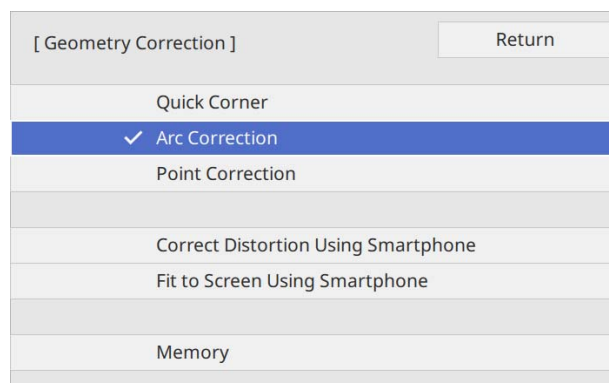 [ Geometry Correction ]
Return
Quick Corner
Arc Correction
Point Correction
Correct Distortion Using Smartphone
Fit to Screen Using Smartphone
Memory